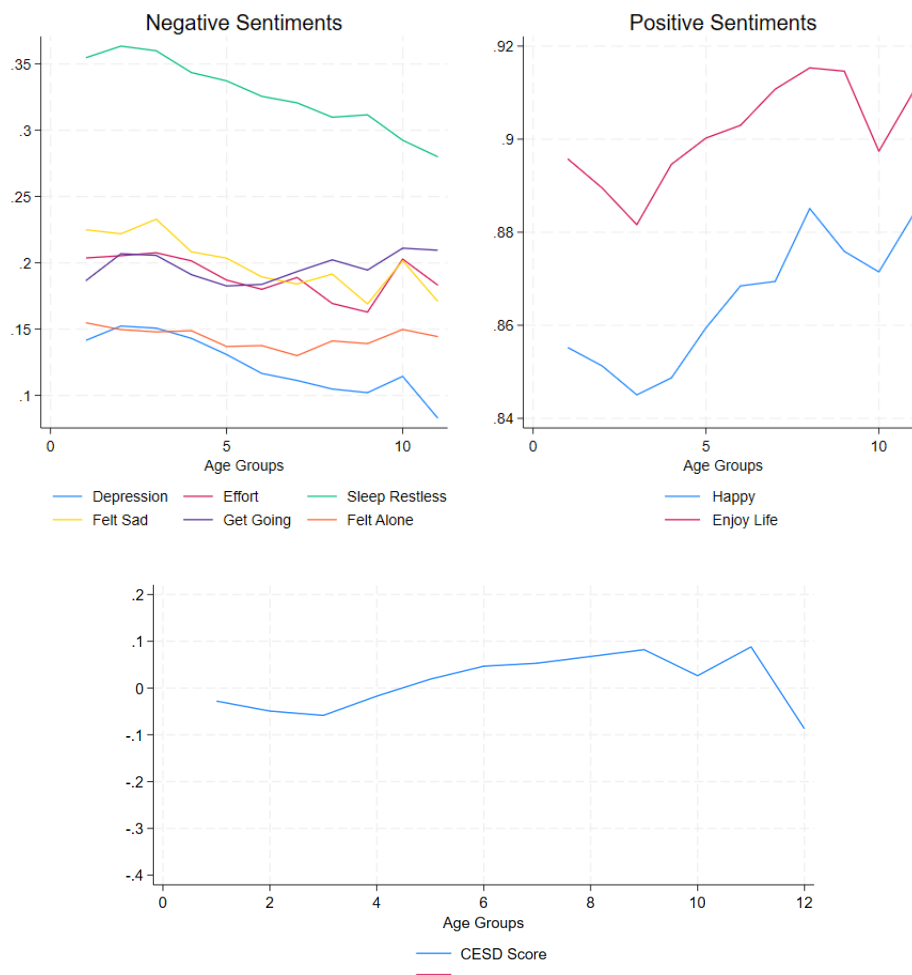 Negative Sentiments
.35
.3
.25
.2
.15
.1
0 5 10
Age Groups
Depression Effort Sleep Restless
Felt Sad Get Going Felt Alone
Positive Sentiments
.92
.9
.88
.86
.84
0 5 10
Age Groups
Happy
Enjoy Life
.2
.1
0
-.1
-.2
-.3
-.4
0 2 4 6 8 10 12
Age Groups
CESD Score